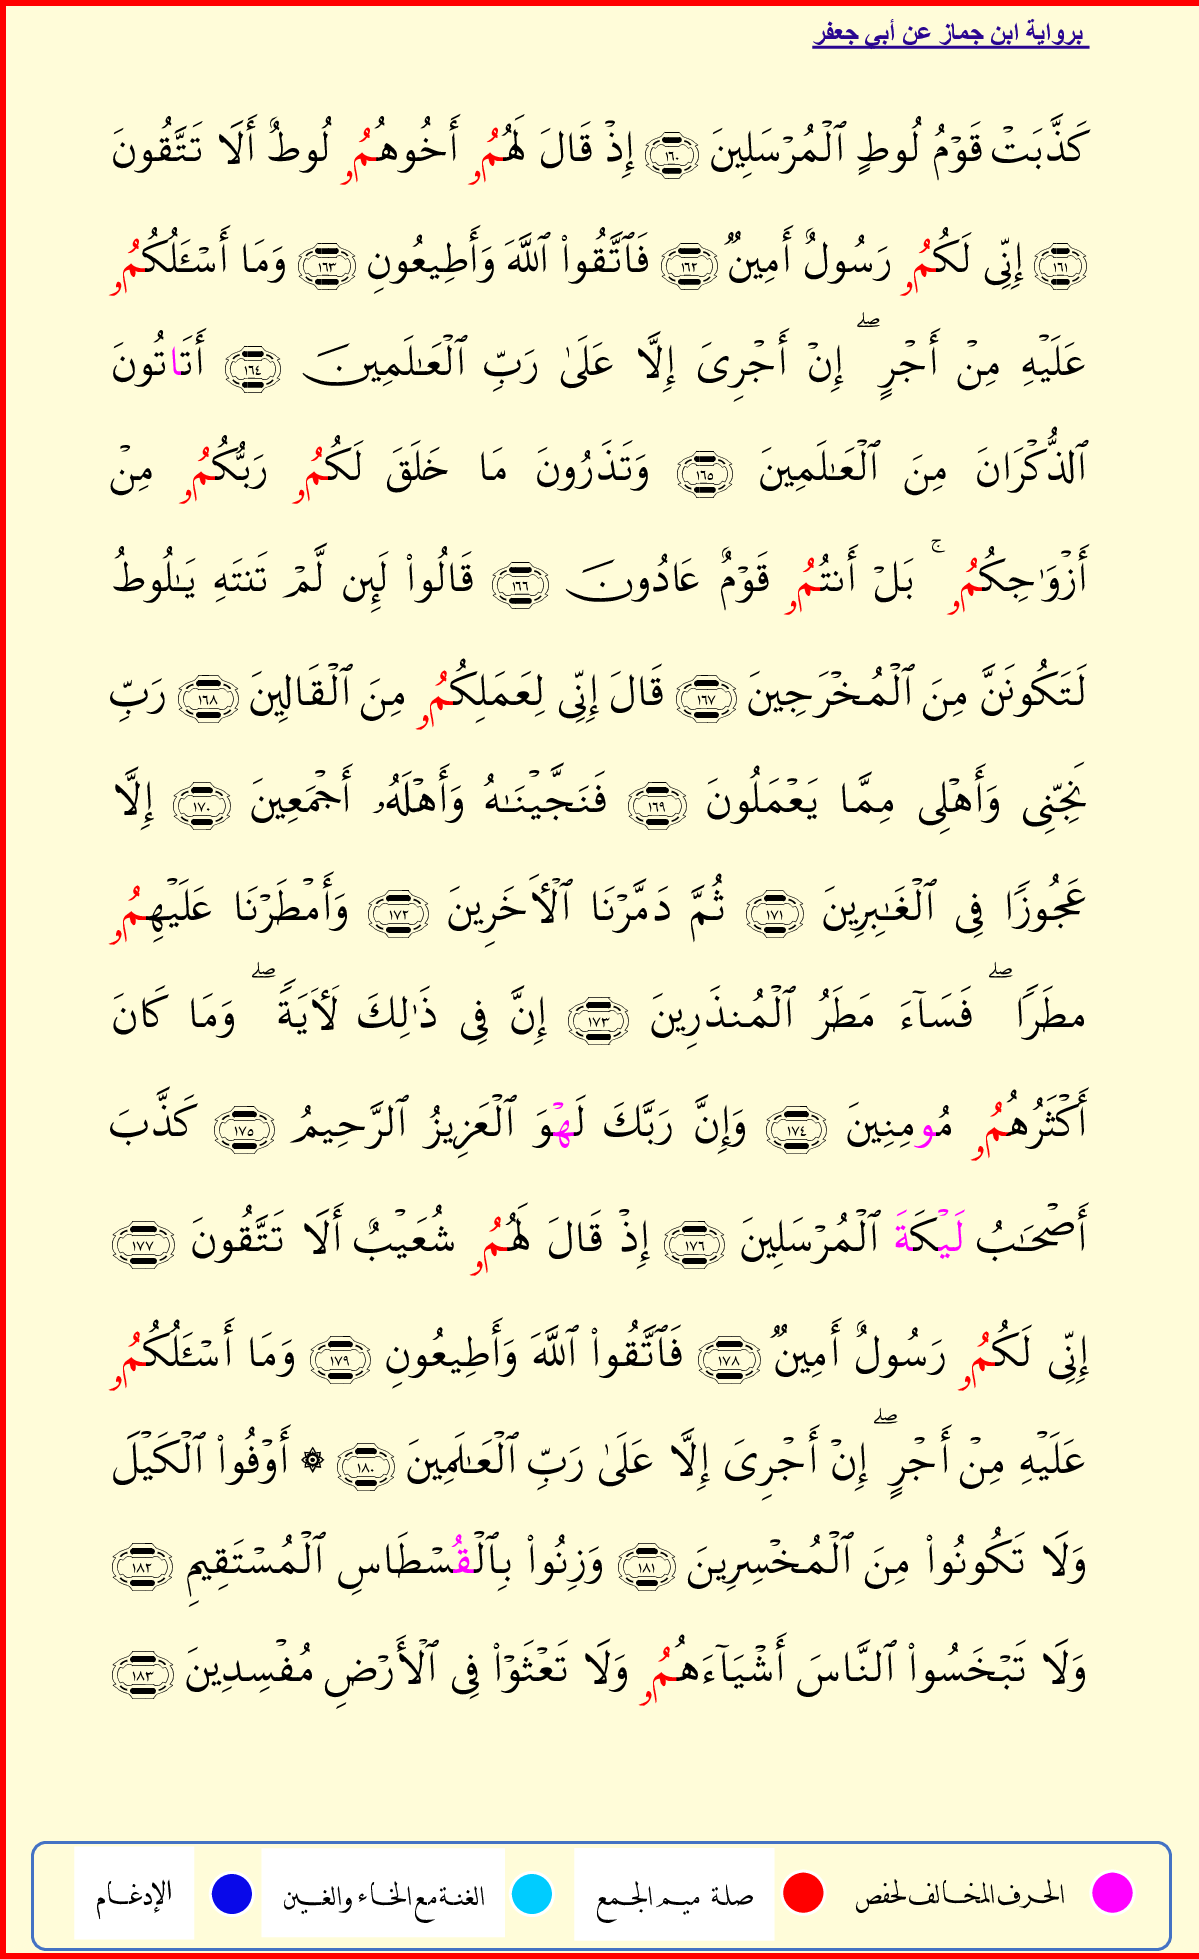 برواية ابن جماز عن أبي جعفر
كَذَّبَتْ قَوْمُ لُوطٍ ٱلْمُرْسَلِينَ ١٦٠ إِذْ قَالَ لَهُمُۥ أَخُوهُمُۥ لُوطٌ أَلَا تَتَّقُونَ
١٦١ إِنِّى لَكُمُۥ رَسُولٌ أَمِينٌ ١٦٢ فَٱتَّقُواْ ٱللَّهَ وَأَطِيعُونِ ١٦٣ وَمَا أَسْـَٔلُكُمُۥ
عَلَيْهِ مِنْ أَجْرٍ ۖ إِنْ أَجْرِىَ إِلَّا عَلَىٰ رَبِّ ٱلْعَـٰلَمِينَ ١٦٤ أَتَاتُونَ
ٱلذُّكْرَانَ مِنَ ٱلْعَـٰلَمِينَ ١٦٥ وَتَذَرُونَ مَا خَلَقَ لَكُمُۥ رَبُّكُمُۥ مِنْ
أَزْوَٰجِكُمُۥ ۚ بَلْ أَنتُمُۥ قَوْمٌ عَادُونَ ١٦٦ قَالُواْ لَئِن لَّمْ تَنتَهِ يَـٰلُوطُ
لَتَكُونَنَّ مِنَ ٱلْمُخْرَجِينَ ١٦٧ قَالَ إِنِّى لِعَمَلِكُمُۥ مِنَ ٱلْقَالِينَ ١٦٨ رَبِّ
نَجِّنِى وَأَهْلِى مِمَّا يَعْمَلُونَ ١٦٩ فَنَجَّيْنَـٰهُ وَأَهْلَهُۥ أَجْمَعِينَ ١٧٠ إِلَّا
عَجُوزًا فِى ٱلْغَـٰبِرِينَ ١٧١ ثُمَّ دَمَّرْنَا ٱلْأَخَرِينَ ١٧٢ وَأَمْطَرْنَا عَلَيْهِمُۥ
مطَرًا ۖ فَسَآءَ مَطَرُ ٱلْمُنذَرِينَ ١٧٣ إِنَّ فِى ذَٰلِكَ لَأَيَةً ۖ وَمَا كَانَ
أَكْثَرُهُمُۥ مُومِنِينَ ١٧٤ وَإِنَّ رَبَّكَ لَهْوَ ٱلْعَزِيزُ ٱلرَّحِيمُ ١٧٥ كَذَّبَ
أَصْحَـٰبُ لَيْكَةَ ٱلْمُرْسَلِينَ ١٧٦ إِذْ قَالَ لَهُمُۥ شُعَيْبٌ أَلَا تَتَّقُونَ ١٧٧
إِنِّى لَكُمُۥ رَسُولٌ أَمِينٌ ١٧٨ فَٱتَّقُواْ ٱللَّهَ وَأَطِيعُونِ ١٧٩ وَمَا أَسْـَٔلُكُمُۥ
عَلَيْهِ مِنْ أَجْرٍ ۖ إِنْ أَجْرِىَ إِلَّا عَلَىٰ رَبِّ ٱلْعَـٰلَمِينَ ١٨٠ ۞ أَوْفُواْ ٱلْكَيْلَ
وَلَا تَكُونُواْ مِنَ ٱلْمُخْسِرِينَ ١٨١ وَزِنُواْ بِٱلْقُسْطَاسِ ٱلْمُسْتَقِيمِ ١٨٢
وَلَا تَبْخَسُواْ ٱلنَّاسَ أَشْيَآءَهُمُۥ وَلَا تَعْثَوْاْ فِى ٱلْأَرْضِ مُفْسِدِينَ ١٨٣
الحرف المخالف لحفص صلة ميم الجمع الغنة مع الخاء والغين الإدغام